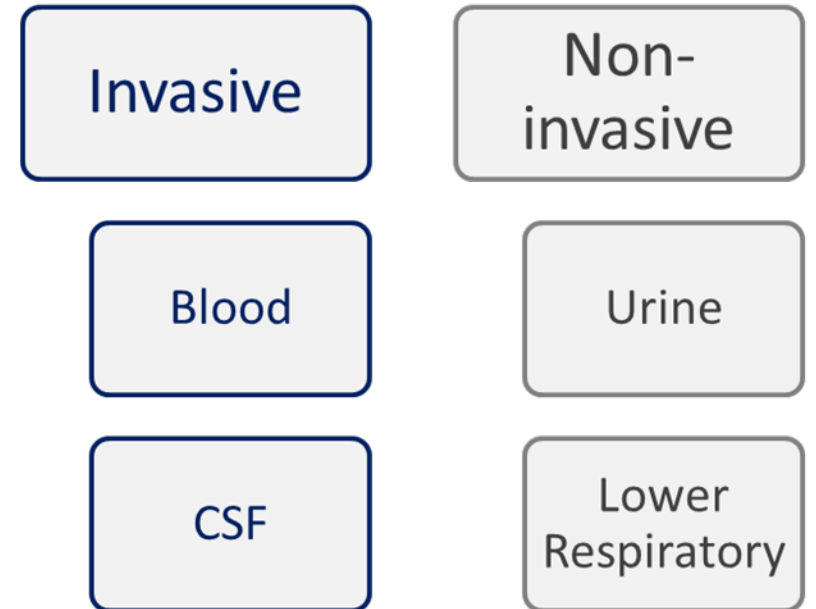 Invasive
Blood
CSF
Non-
invasive
Urine
Lower
Respiratory